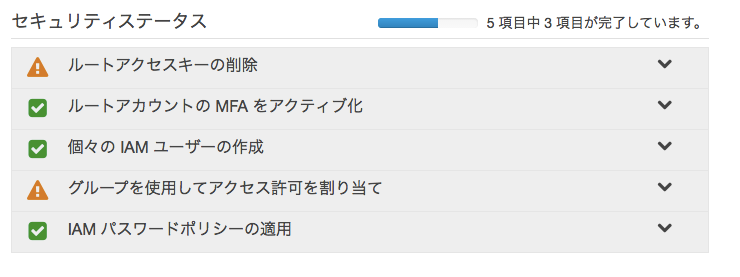 セキュリティステータス 5 項目中 3 項目が完了しています。
ルートアクセスキーの削除
ルートアカウントの MFA をアクティブ化
個々の IAM ユーザーの作成
グループを使用してアクセス許可を割り当て
IAM パスワードポリシーの適用